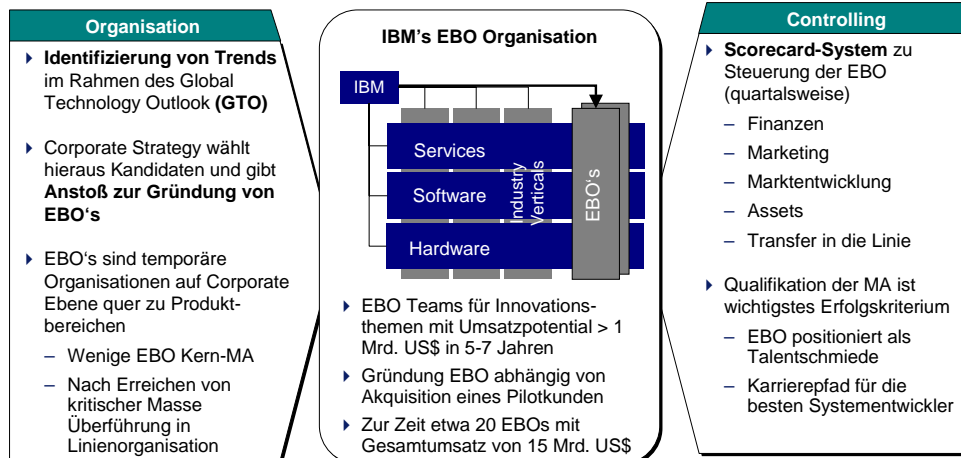 Organisation
Identifizierung von Trends
im Rahmen des Global
Technology Outlook (GTO)
Corporate Strategy wählt
hieraus Kandidaten und gibt
Anstoß zur Gründung von
EBO‘s
EBO‘s sind temporäre
Organisationen auf Corporate
Ebene quer zu Produkt-
bereichen
– Wenige EBO Kern-MA
– Nach Erreichen von
kritischer Masse
Überführung in
Linienorganisation
IBM’s EBO Organisation
IBM
Services
Software
Hardware
Industry
Verticals
EBO’s
EBO Teams für Innovations-
themen mit Umsatzpotential > 1
Mrd. US$ in 5-7 Jahren
Gründung EBO abhängig von
Akquisition eines Pilotkunden
Zur Zeit etwa 20 EBOs mit
Gesamtumsatz von 15 Mrd. US$
Controlling
Scorecard-System zu
Steuerung der EBO
(quartalsweise)
– Finanzen
– Marketing
– Marktentwicklung
– Assets
– Transfer in die Linie
Qualifikation der MA ist
wichtigstes Erfolgskriterium
– EBO positioniert als
Talentschmiede
– Karrierepfad für die
besten Systementwickler